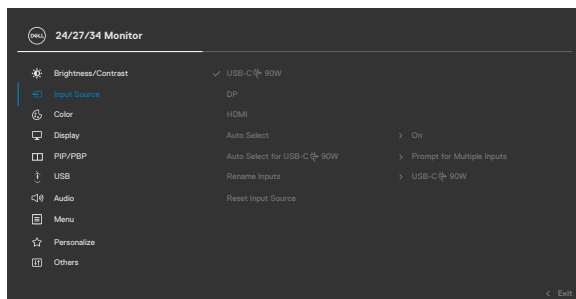 DELL 24/27/34 Monitor
Brightness/Contrast USB-C 90W
Input Source DP
Color HDMI
Display Auto Select > On
PIP/PBP Auto Select for USB-C 90W > Prompt for Multiple Inputs
USB Rename Inputs > USB-C 90W
Audio Reset Input Source
Menu
Personalize
Others
< Exit